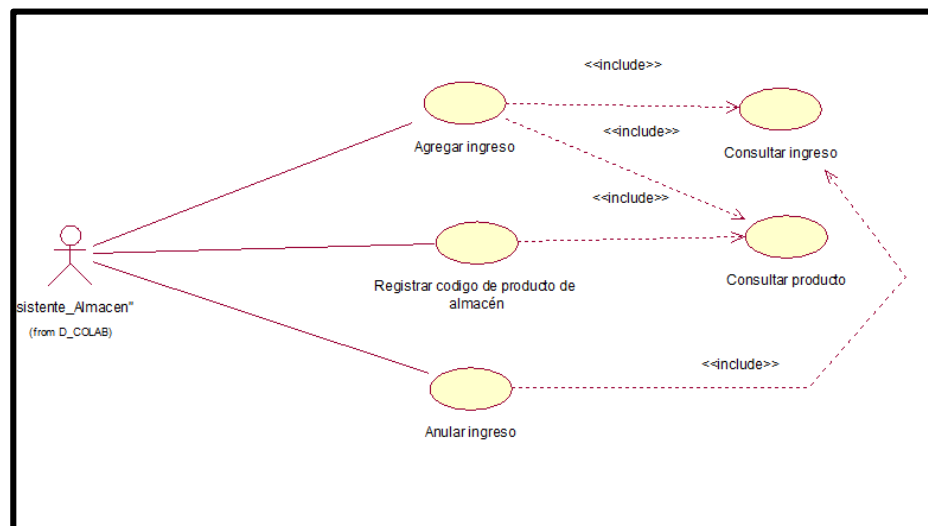 <<include>>
Agregar ingreso
<<include>>
Consultar ingreso
<<include>>
Registrar codigo de producto de
almacén
Consultar producto
sistente_Almacen"
(from D_COLAB)
<<include>>
Anular ingreso